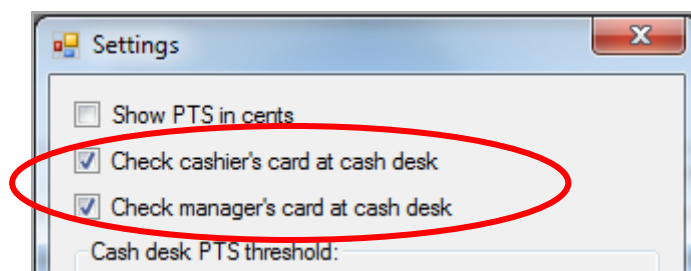 Settings
Show PTS in cents
Check cashier's card at cash desk
Check manager's card at cash desk
Cash desk PTS threshold: